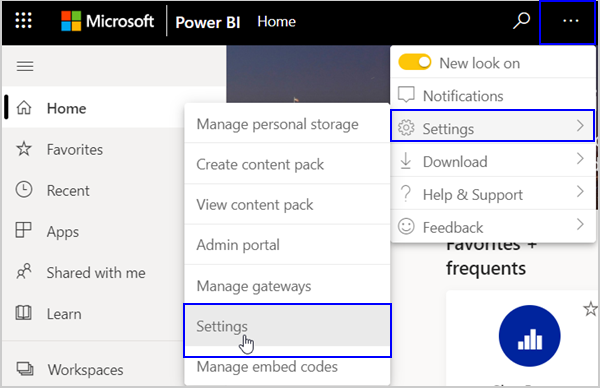 Microsoft Power BI Home
New look on
Notifications
Settings
Download
Help & Support
Feedback
Manage personal storage
Create content pack
View content pack
Admin portal
Manage gateways
Settings
Manage embed codes
Home
Favorites
Recent
Apps
Shared with me
Learn
Workspaces
Favorites +
frequents